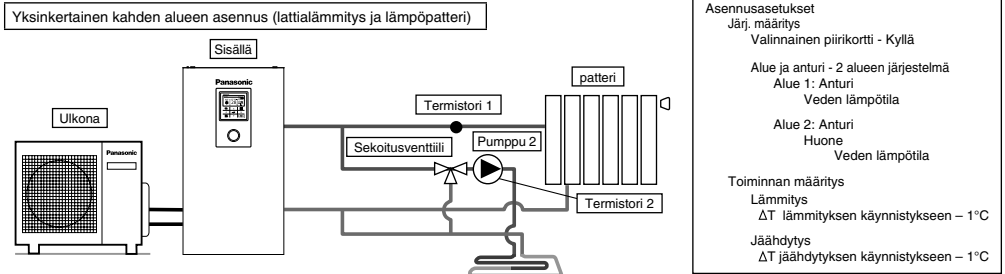 Yksinkertainen kahden alueen asennus (lattialämmitys ja lämpöpatteri)
Sisällä
Panasonic
patteri
Termistori 1
Ulkona
Panasonic
Sekoitusventtiili
Pumppu 2
Termistori 2
Asennusasetukset
Järj. määritys
Valinnainen piirikortti - Kyllä
Alue ja anturi - 2 alueen järjestelmä
Alue 1: Anturi
Veden lämpötila
Alue 2: Anturi
Huone
Veden lämpötila
Toiminnan määritys
Lämmitys
ΔT lämmityksen käynnistykseen – 1°C
Jäähdytys
ΔT jäähdytyksen käynnistykseen – 1°C